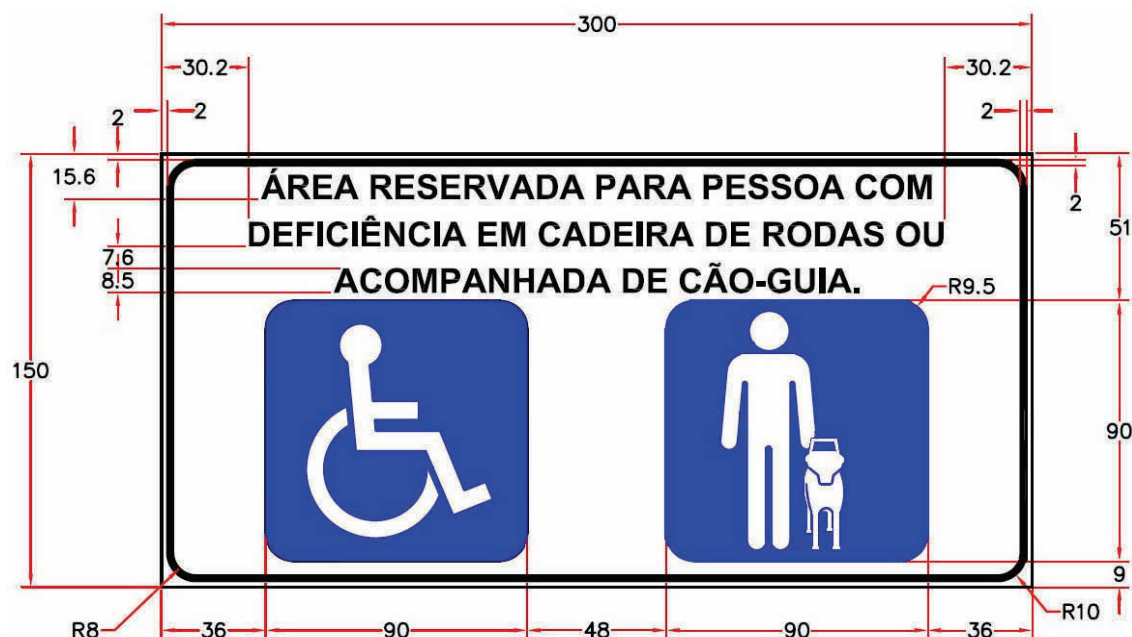 300
30.2 30.2
2 2 2
15.6 2
ÁREA RESERVADA PARA PESSOA COM
DEFICIÊNCIA EM CADEIRA DE RODAS OU
ACOMPANHADA DE CÃO-GUIA.
51
7.6
8.5
R9.5
150
90
9
R8 36 90 48 90 36 R10